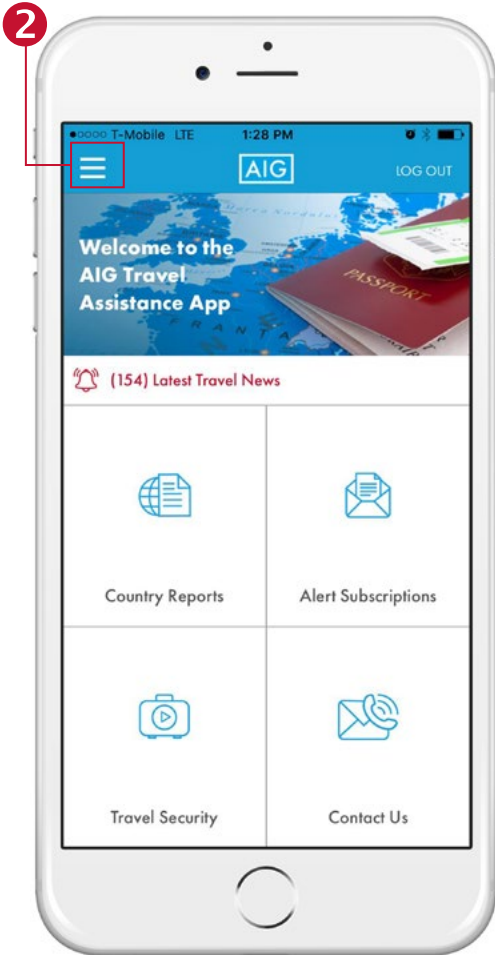 2
T-Mobile LTE 1:28 PM
AIG
LOG OUT
Welcome to the
AIG Travel
Assistance App
PASSPORT
FRANTA
(154) Latest Travel News
Country Reports
Alert Subscriptions
Travel Security
Contact Us